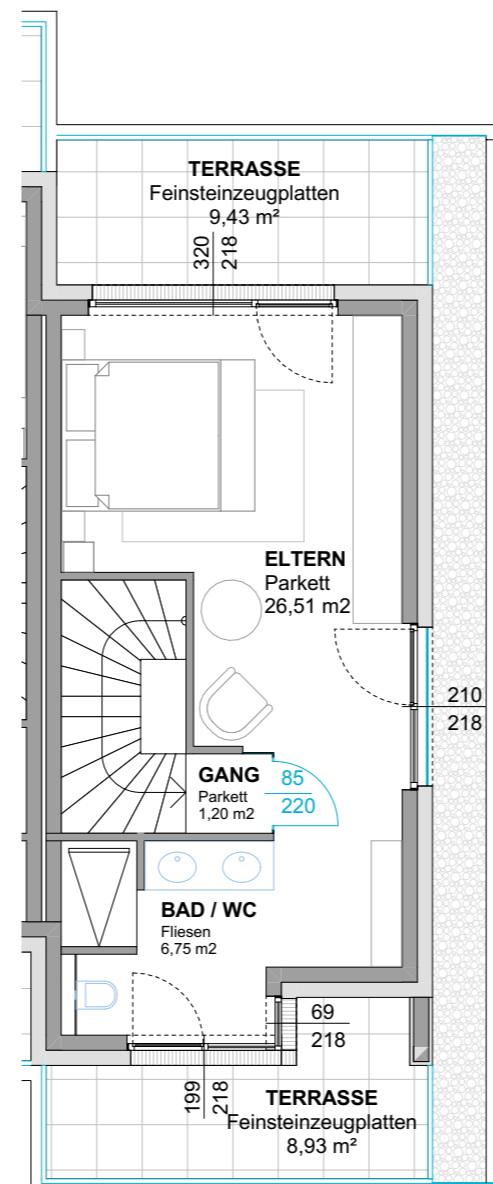 TERRASSE
Feinsteinzeugplatten
9,43 m²
320
218
ELTERN
Parkett
26,51 m2
210
218
GANG
Parkett
1,20 m2
85
220
BAD / WC
Fliesen
6,75 m2
69
218
199
218
TERRASSE
Feinsteinzeugplatten
8,93 m²